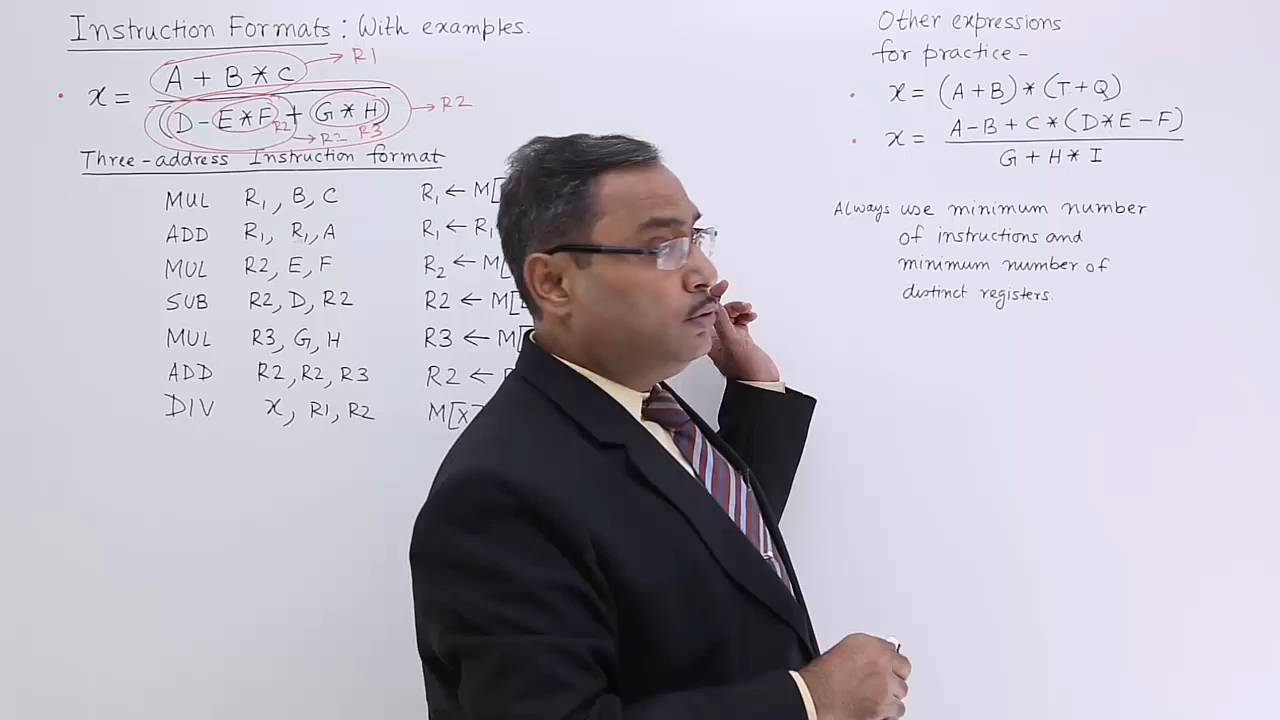 Instruction Formats: With examples.
A + B * C → R1
x =
((D - E * F) + G * H) → R2
R2 → R2 R3
Three-address Instruction format
MUL R1, B, C R1 ← M[
ADD R1, R1, A R1 ← R1
MUL R2, E, F R2 ← M[
SUB R2, D, R2 R2 ← M[
MUL R3, G, H R3 ← M[
ADD R2, R2, R3 R2 ←
DIV X, R1, R2 M[X]
Other expressions
for practice -
x = (A + B) * (T + Q)
A - B + C * (D * E - F)
x =
G + H * I
Always use minimum number
of instructions and
minimum number of
distinct registers.